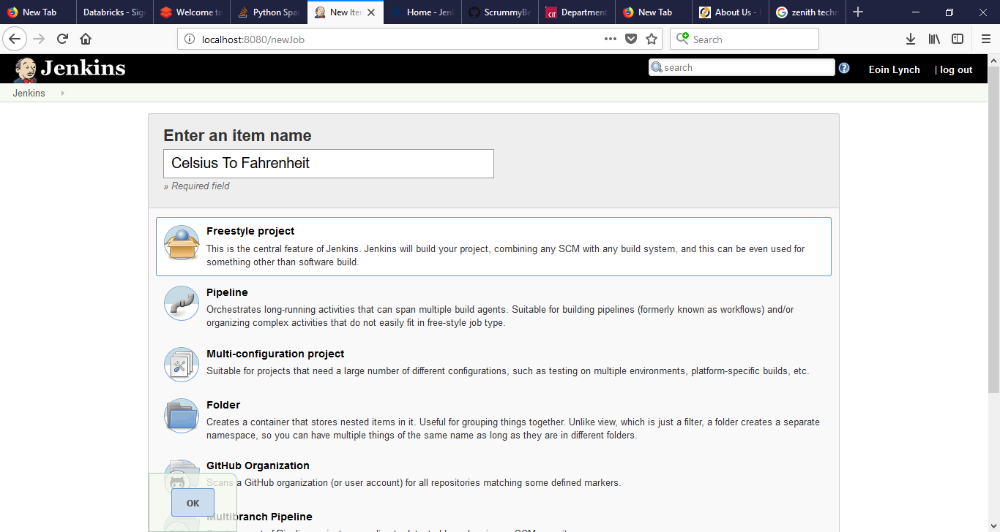 New Tab
Databricks - Sig
Welcome to
Python Spa
New Iter
Home - Jen
ScrummyBe
Department
New Tab
About Us -
zenith techn
localhost:8080/newJob
Search
Jenkins
search
Eoin Lynch
| log out
Jenkins
Enter an item name
Celsius To Fahrenheit
» Required field
Freestyle project
This is the central feature of Jenkins. Jenkins will build your project, combining any SCM with any build system, and this can be even used for
something other than software build.
Pipeline
Orchestrates long-running activities that can span multiple build agents. Suitable for building pipelines (formerly known as workflows) and/or
organizing complex activities that do not easily fit in free-style job type.
Multi-configuration project
Suitable for projects that need a large number of different configurations, such as testing on multiple environments, platform-specific builds, etc.
Folder
Creates a container that stores nested items in it. Useful for grouping things together. Unlike view, which is just a filter, a folder creates a separate
namespace, so you can have multiple things of the same name as long as they are in different folders.
GitHub Organization
Scans a GitHub organization (or user account) for all repositories matching some defined markers.
OK
Multibranch Pipeline